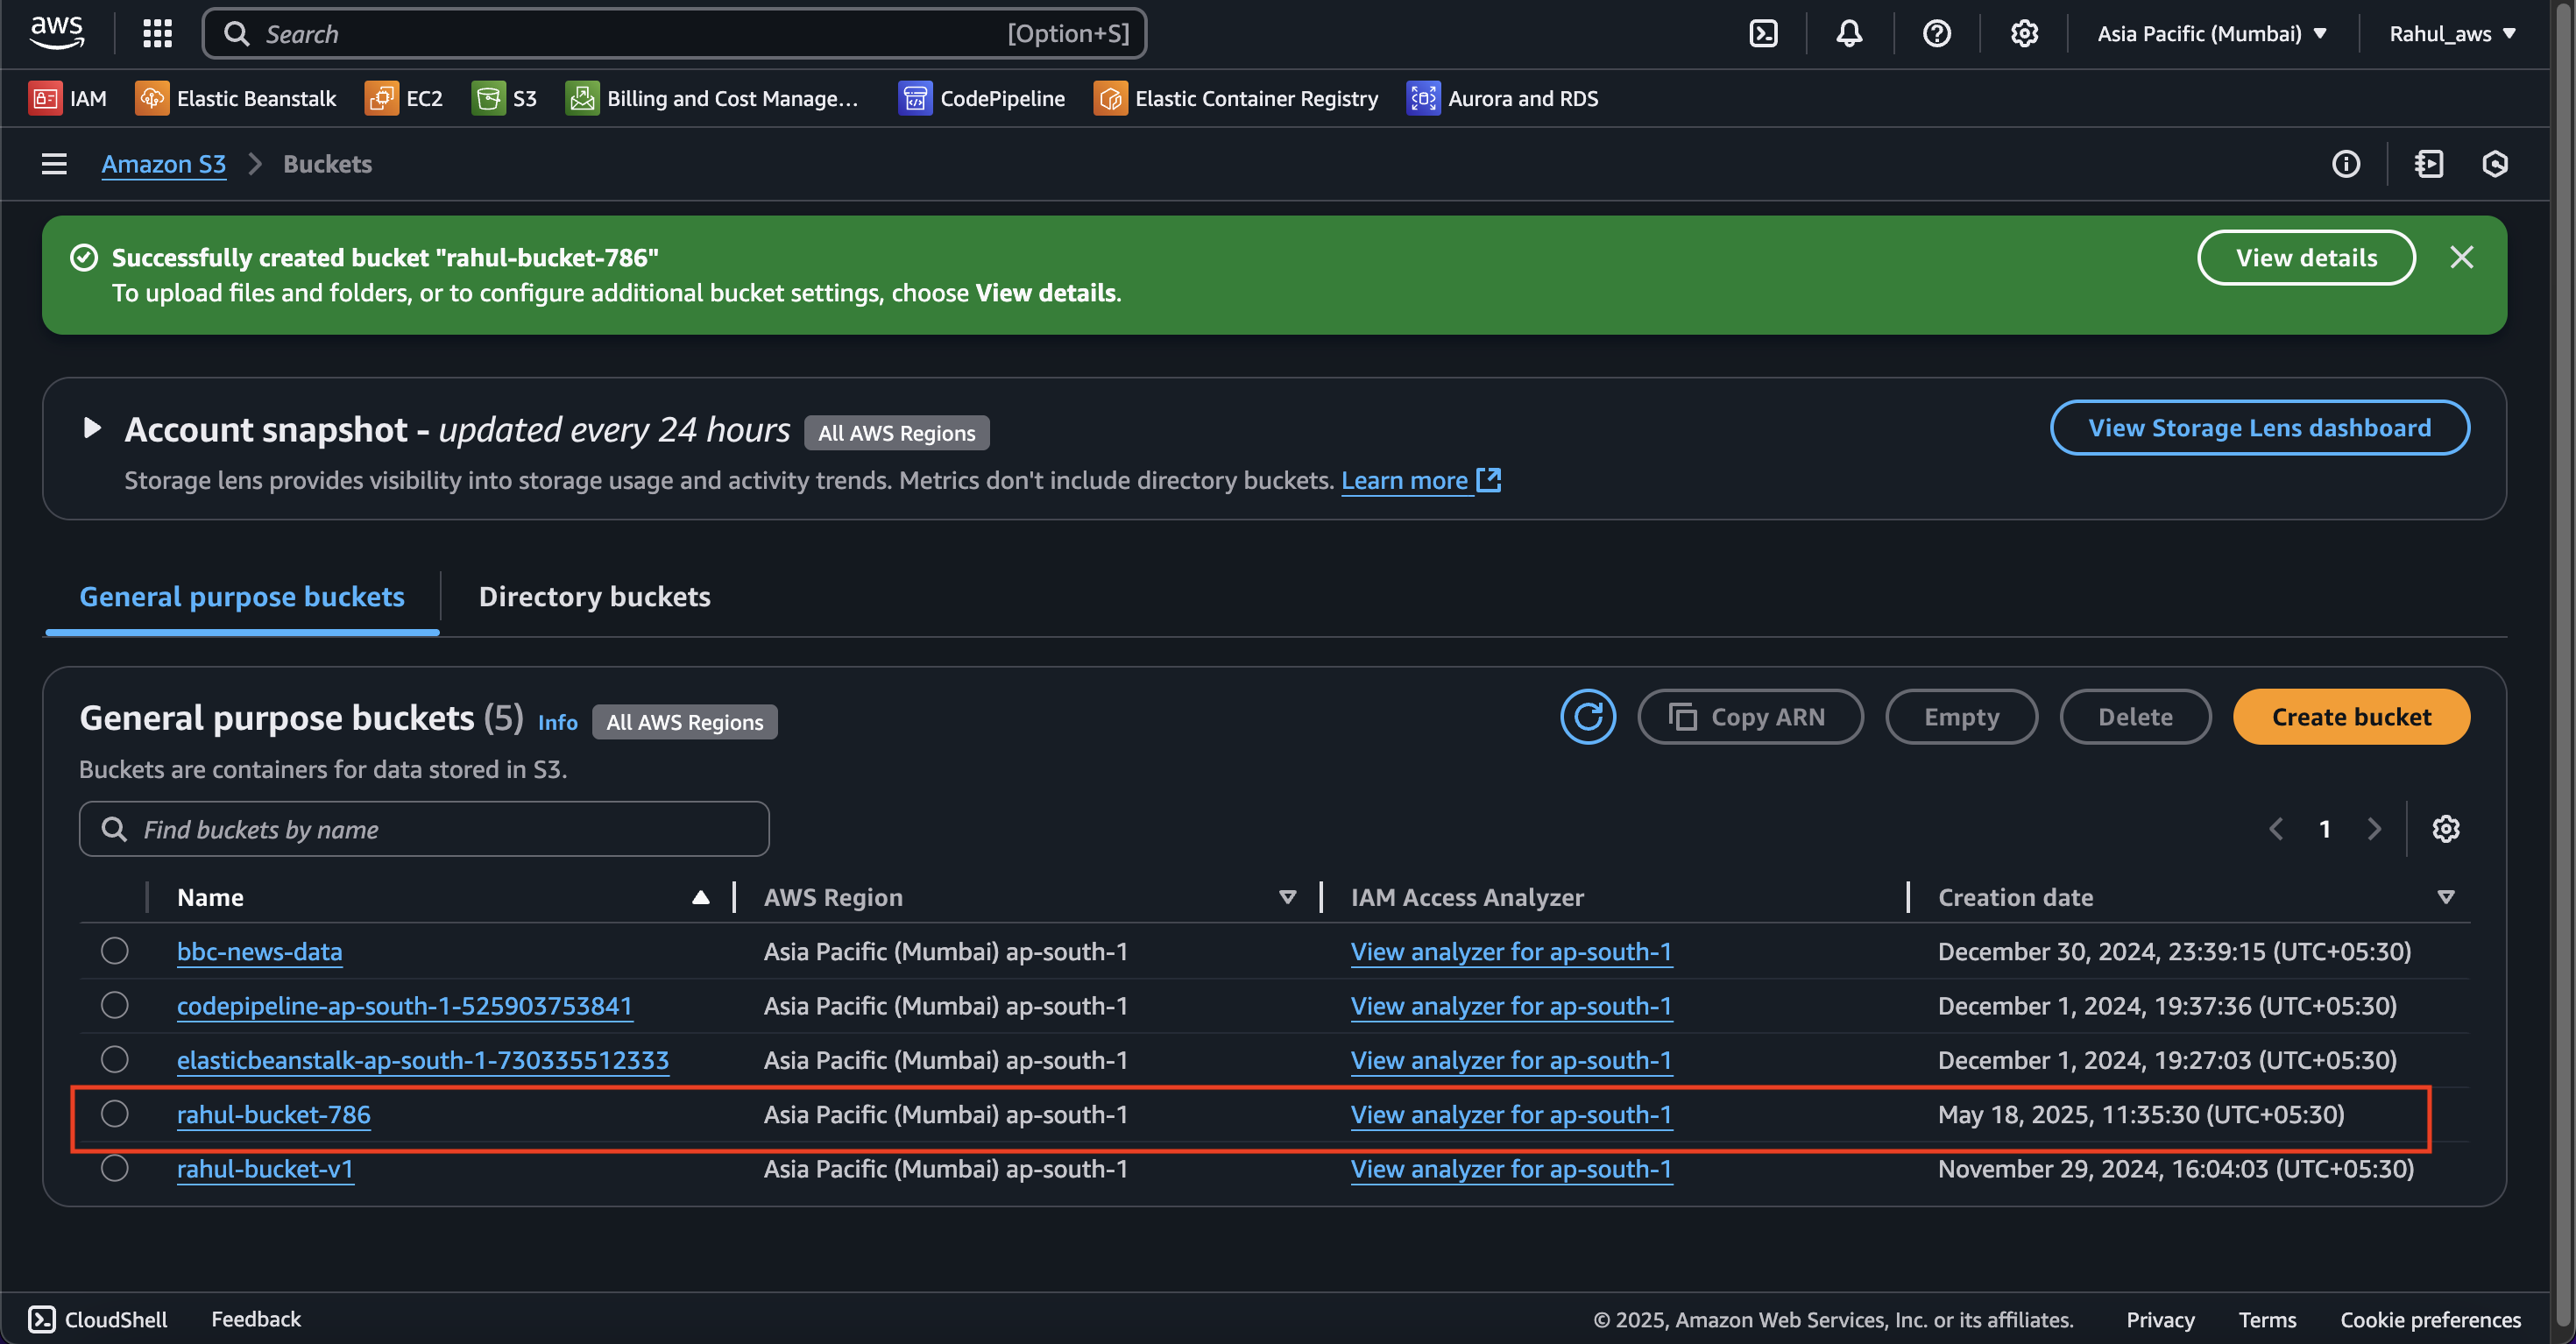 aws Search [Option+S] Asia Pacific (Mumbai) Rahul_aws
IAM Elastic Beanstalk EC2 S3 Billing and Cost Manage... CodePipeline Elastic Container Registry Aurora and RDS
Amazon S3 Buckets
Successfully created bucket "rahul-bucket-786" View details
To upload files and folders, or to configure additional bucket settings, choose View details.
Account snapshot - updated every 24 hours All AWS Regions View Storage Lens dashboard
Storage lens provides visibility into storage usage and activity trends. Metrics don't include directory buckets. Learn more
General purpose buckets Directory buckets
General purpose buckets (5) Info All AWS Regions Copy ARN Empty Delete Create bucket
Buckets are containers for data stored in S3.
Find buckets by name 1
Name AWS Region IAM Access Analyzer Creation date
bbc-news-data Asia Pacific (Mumbai) ap-south-1 View analyzer for ap-south-1 December 30, 2024, 23:39:15 (UTC+05:30)
codepipeline-ap-south-1-525903753841 Asia Pacific (Mumbai) ap-south-1 View analyzer for ap-south-1 December 1, 2024, 19:37:36 (UTC+05:30)
elasticbeanstalk-ap-south-1-730335512333 Asia Pacific (Mumbai) ap-south-1 View analyzer for ap-south-1 December 1, 2024, 19:27:03 (UTC+05:30)
rahul-bucket-786 Asia Pacific (Mumbai) ap-south-1 View analyzer for ap-south-1 May 18, 2025, 11:35:30 (UTC+05:30)
rahul-bucket-v1 Asia Pacific (Mumbai) ap-south-1 View analyzer for ap-south-1 November 29, 2024, 16:04:03 (UTC+05:30)
CloudShell Feedback © 2025, Amazon Web Services, Inc. or its affiliates. Privacy Terms Cookie preferences